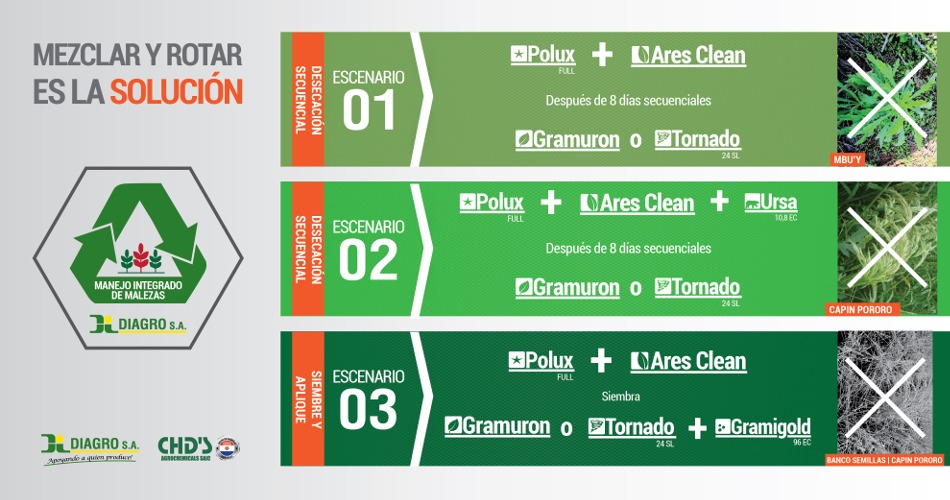 MEZCLAR Y ROTAR
ES LA SOLUCIÓN
MANEJO INTEGRADO
DE MALEZAS
DIAGRO S.A.
DIAGRO S.A.
Apoyando a quien produce!
CHD'S
AGROCHEMICALS SAIC
DESECACIÓN
SECUENCIAL
ESCENARIO
01
Polux + Ares Clean
FULL
Después de 8 días secuenciales
Gramuron o Tornado
24 SL
MBU'Y
DESECACIÓN
SECUENCIAL
ESCENARIO
02
Polux + Ares Clean + Ursa
FULL 10,8 EC
Después de 8 días secuenciales
Gramuron o Tornado
24 SL
CAPIN PORORO
SIEMBRE Y
APLIQUE
ESCENARIO
03
Polux + Ares Clean
FULL
Siembra
Gramuron o Tornado + Gramigold
24 SL 96 EC
BANCO SEMILLAS | CAPIN PORORO